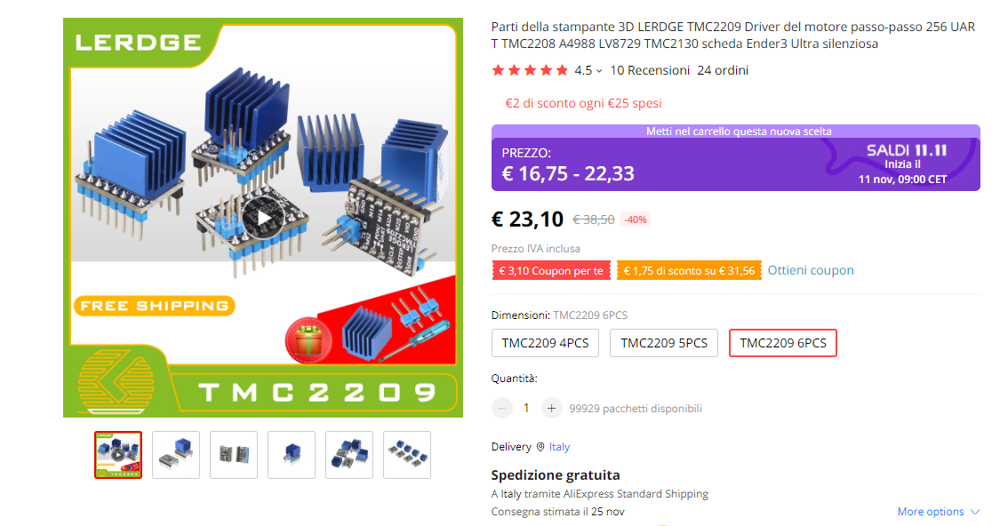 LERDGE
FREE SHIPPING
TMC2209
Parti della stampante 3D LERDGE TMC2209 Driver del motore passo-passo 256 UAR
T TMC2208 A4988 LV8729 TMC2130 scheda Ender3 Ultra silenziosa
4.5 10 Recensioni 24 ordini
€2 di sconto ogni €25 spesi
Metti nel carrello questa nuova scelta
PREZZO:
€ 16,75 - 22,33
SALDI 11.11
Inizia il
11 nov, 09:00 CET
€ 23,10 € 38,50 -40%
Prezzo IVA inclusa
€ 3,10 Coupon per te € 1,75 di sconto su € 31,56 Ottieni coupon
Dimensioni: TMC2209 6PCS
TMC2209 4PCS TMC2209 5PCS TMC2209 6PCS
Quantità:
1 + 99929 pacchetti disponibili
Delivery Italy
Spedizione gratuita
A Italy tramite AliExpress Standard Shipping
Consegna stimata il 25 nov More options